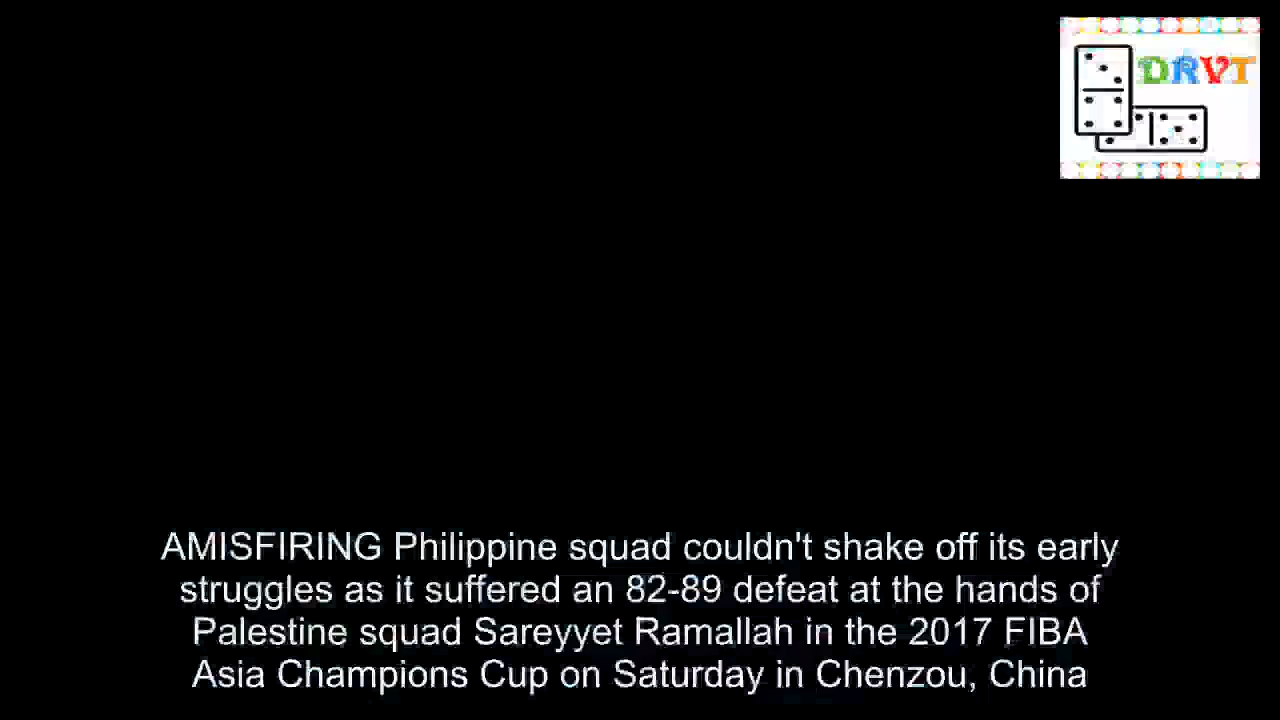 DRVT
AMISFIRING Philippine squad couldn't shake off its early
struggles as it suffered an 82-89 defeat at the hands of
Palestine squad Sareyyet Ramallah in the 2017 FIBA
Asia Champions Cup on Saturday in Chenzou, China